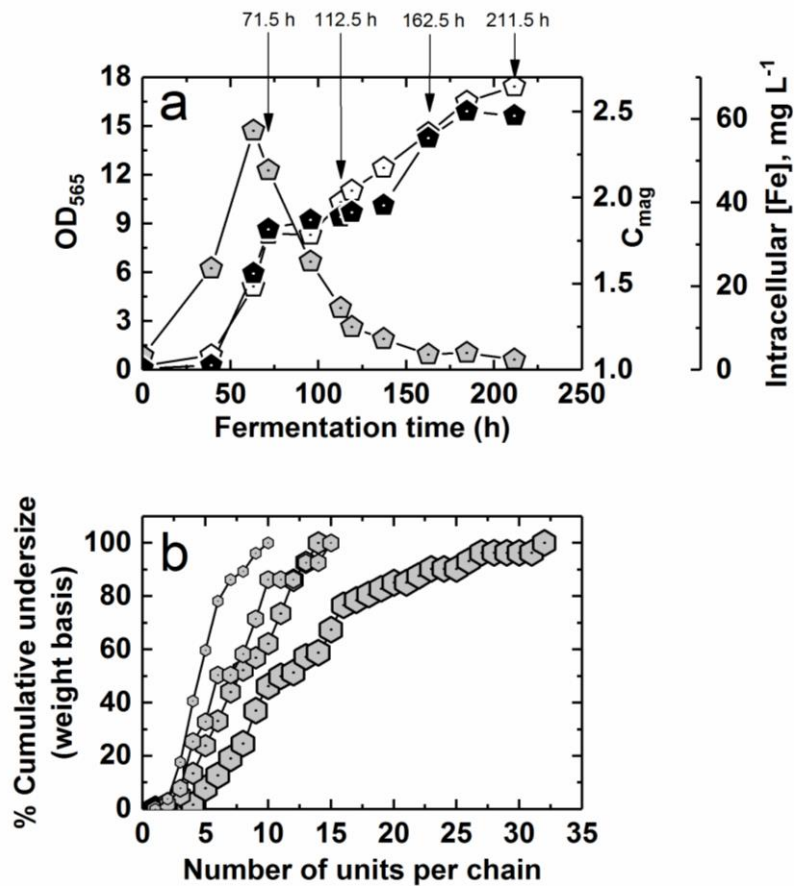 71.5 h 112.5 h 162.5 h 211.5 h
a
18
15
12
9
6
3
0
OD565
2.5
2.0
1.5
1.0
Cmag
60
40
20
0
Intracellular [Fe], mg L-1
0 50 100 150 200 250
Fermentation time (h)
b
100
80
60
40
20
0
% Cumulative undersize
(weight basis)
0 5 10 15 20 25 30 35
Number of units per chain